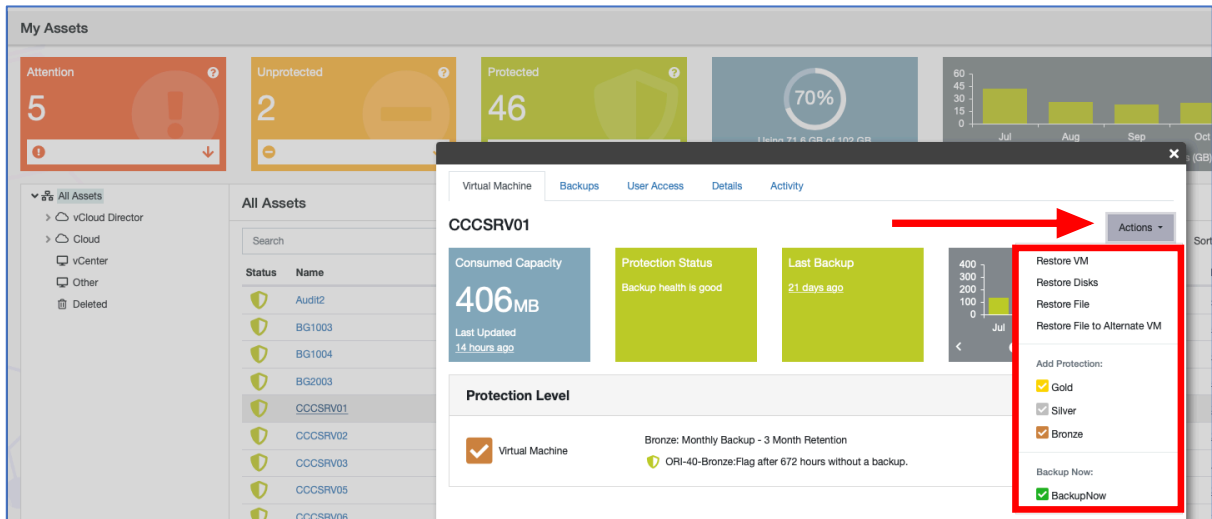 My Assets
Attention
5
Unprotected
2
Protected
46
70%
Using 71.6 GB of 102 GB
60
45
30
15
0
Jul Aug Sep Oct
(GB)
All Assets
vCloud Director
Cloud
vCenter
Other
Deleted
All Assets
Search
Sort
Status Name
Audit2
BG1003
BG1004
BG2003
CCCSRV01
CCCSRV02
CCCSRV03
CCCSRV05
CCCSRV06
Virtual Machine Backups User Access Details Activity
CCCSRV01
Actions
Consumed Capacity
406MB
Last Updated
14 hours ago
Protection Status
Backup health is good
Last Backup
21 days ago
400
300
200
100
0
Jul
Protection Level
Virtual Machine
Bronze: Monthly Backup - 3 Month Retention
ORI-40-Bronze:Flag after 672 hours without a backup.
Restore VM
Restore Disks
Restore File
Restore File to Alternate VM
Add Protection:
Gold
Silver
Bronze
Backup Now:
BackupNow